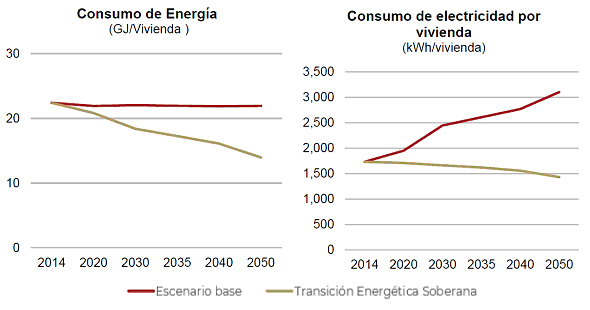 Consumo de Energía
(GJ/Vivienda )
30
20
10
0
2014 2020 2030 2035 2040 2050
Consumo de electricidad por
vivienda
(kWh/vivienda)
3,500
3,000
2,500
2,000
1,500
1,000
500
0
2014 2020 2030 2035 2040 2050
Escenario base
Transición Energética Soberana